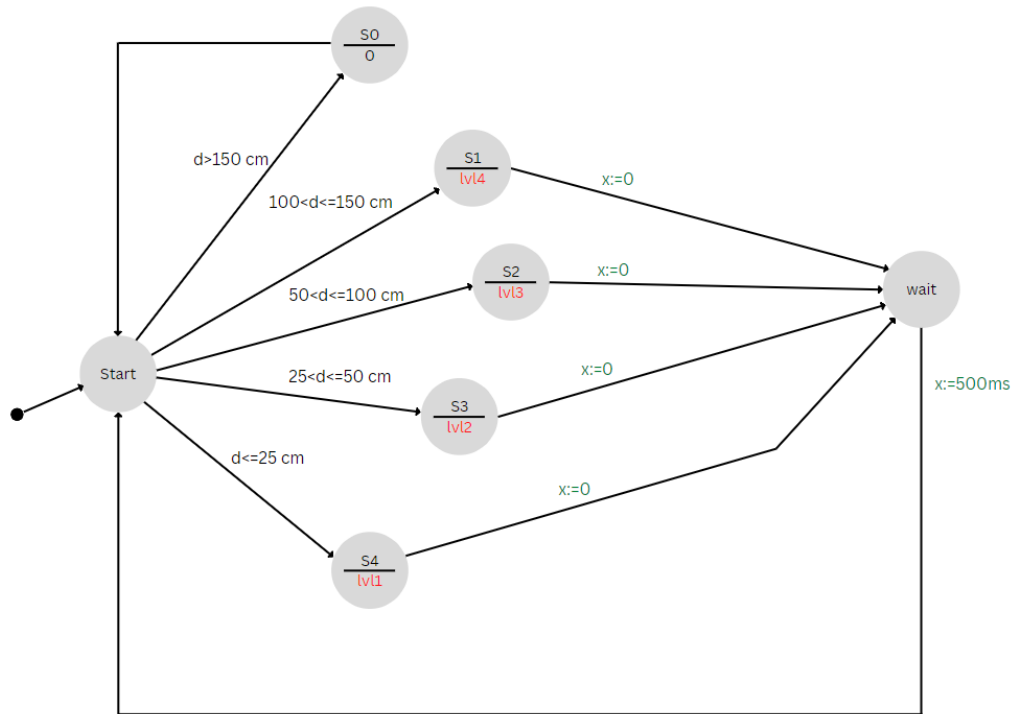 S0
0
d>150 cm
S1
lvl4
x:=0
100<d<=150 cm
S2
lvl3
x:=0
50<d<=100 cm
wait
Start
25<d<=50 cm
x:=0
x:=500ms
S3
lvl2
d<=25 cm
x:=0
S4
lvl1